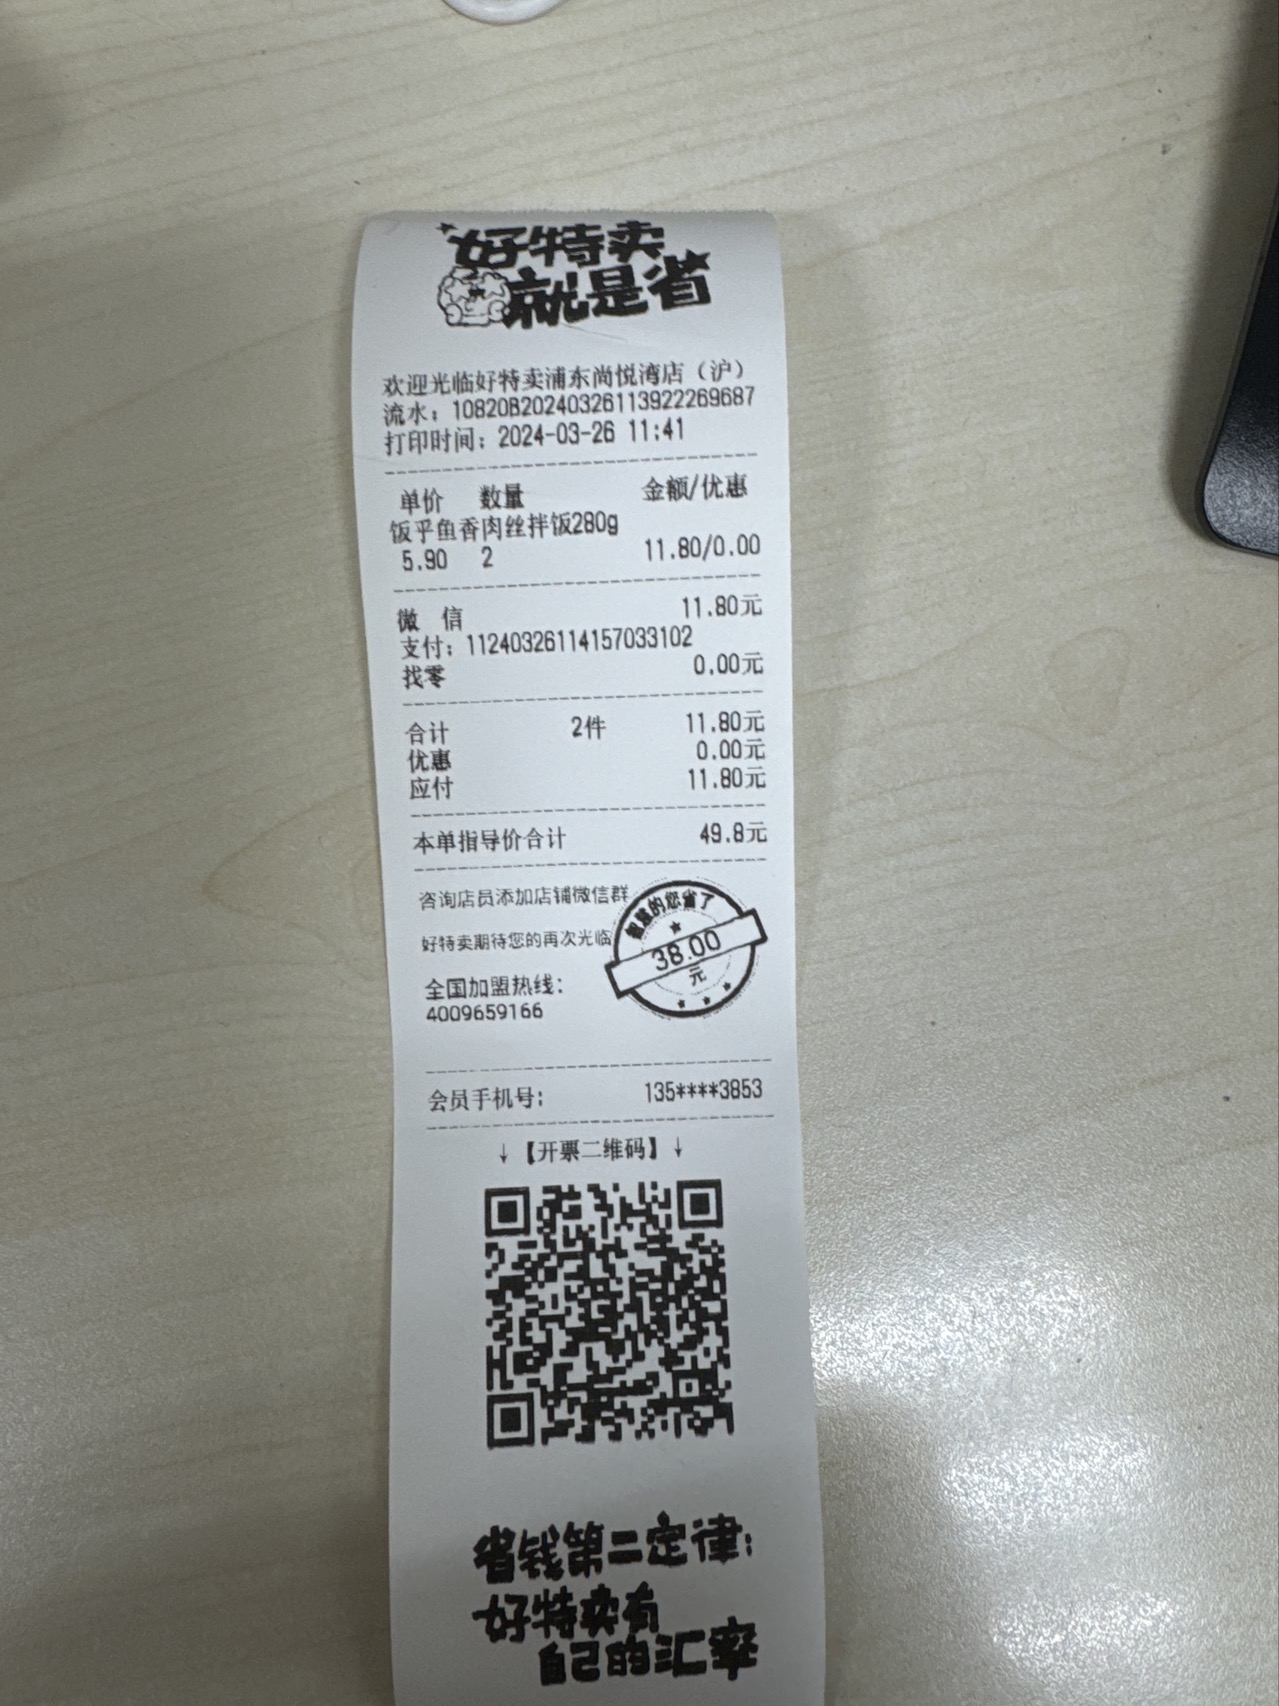 好特卖
就是省
欢迎光临好特卖浦东尚悦湾店（沪）
流水：10820B20240326113922269687
打印时间：2024-03-26 11:41
单价 数量 金额/优惠
饭乎鱼香肉丝拌饭280g
5.90 2 11.80/0.00
微 信 11.80元
支付：11240326114157033102
找零 0.00元
合计 2件 11.80元
优惠 0.00元
应付 11.80元
本单指导价合计 49.8元
咨询店员添加店铺微信群
好特卖期待您的再次光临
智慧的您省了
38.00
元
全国加盟热线：
4009659166
会员手机号： 135****3853
↓【开票二维码】↓
省钱第二定律：
好特卖有
自己的汇率